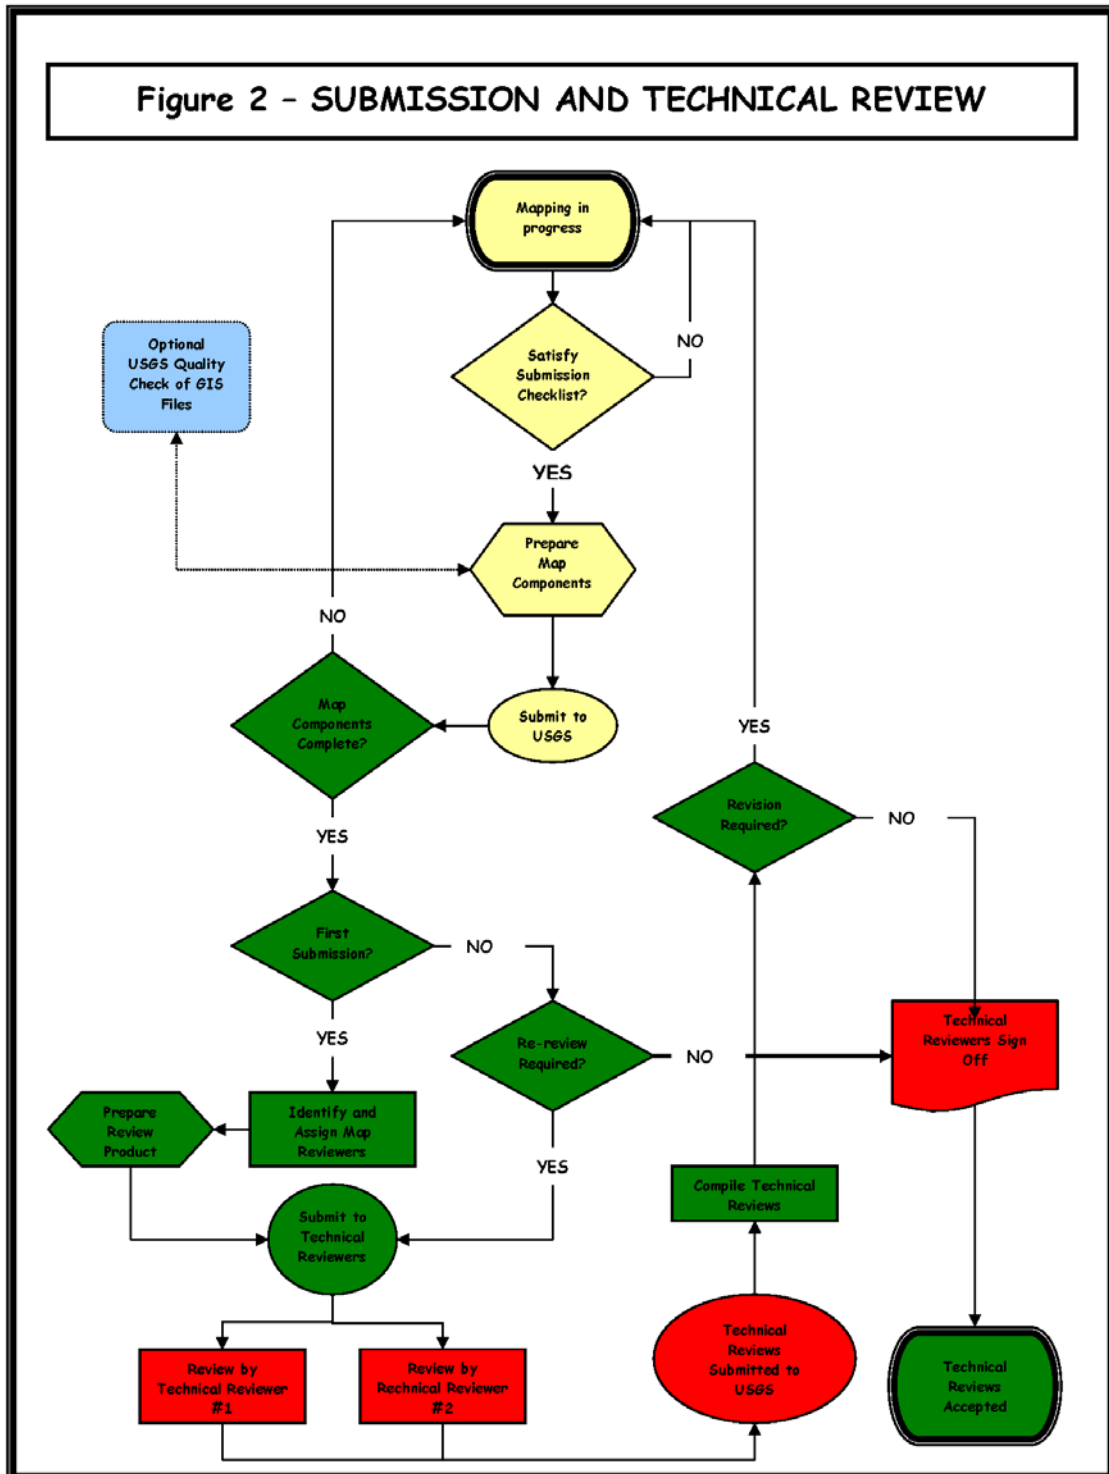 Figure 2 - SUBMISSION AND TECHNICAL REVIEW
Mapping in
progress
Optional
USGS Quality
Check of GIS
Files
NO
Satisfy
Submission
Checklist?
YES
Prepare
Map
Components
NO
Map
Components
Complete?
Submit to
USGS
YES
Revision
Required?
NO
YES
First
Submission?
NO
YES
Re-review
Required?
NO
Technical
Reviewers Sign
Off
Prepare
Review
Product
Identify and
Assign Map
Reviewers
YES
Compile Technical
Reviews
Submit to
Technical
Reviewers
Review by
Technical Reviewer
#1
Review by
Rechnical Reviewer
#2
Technical
Reviews
Submitted to
USGS
Technical
Reviews
Accepted